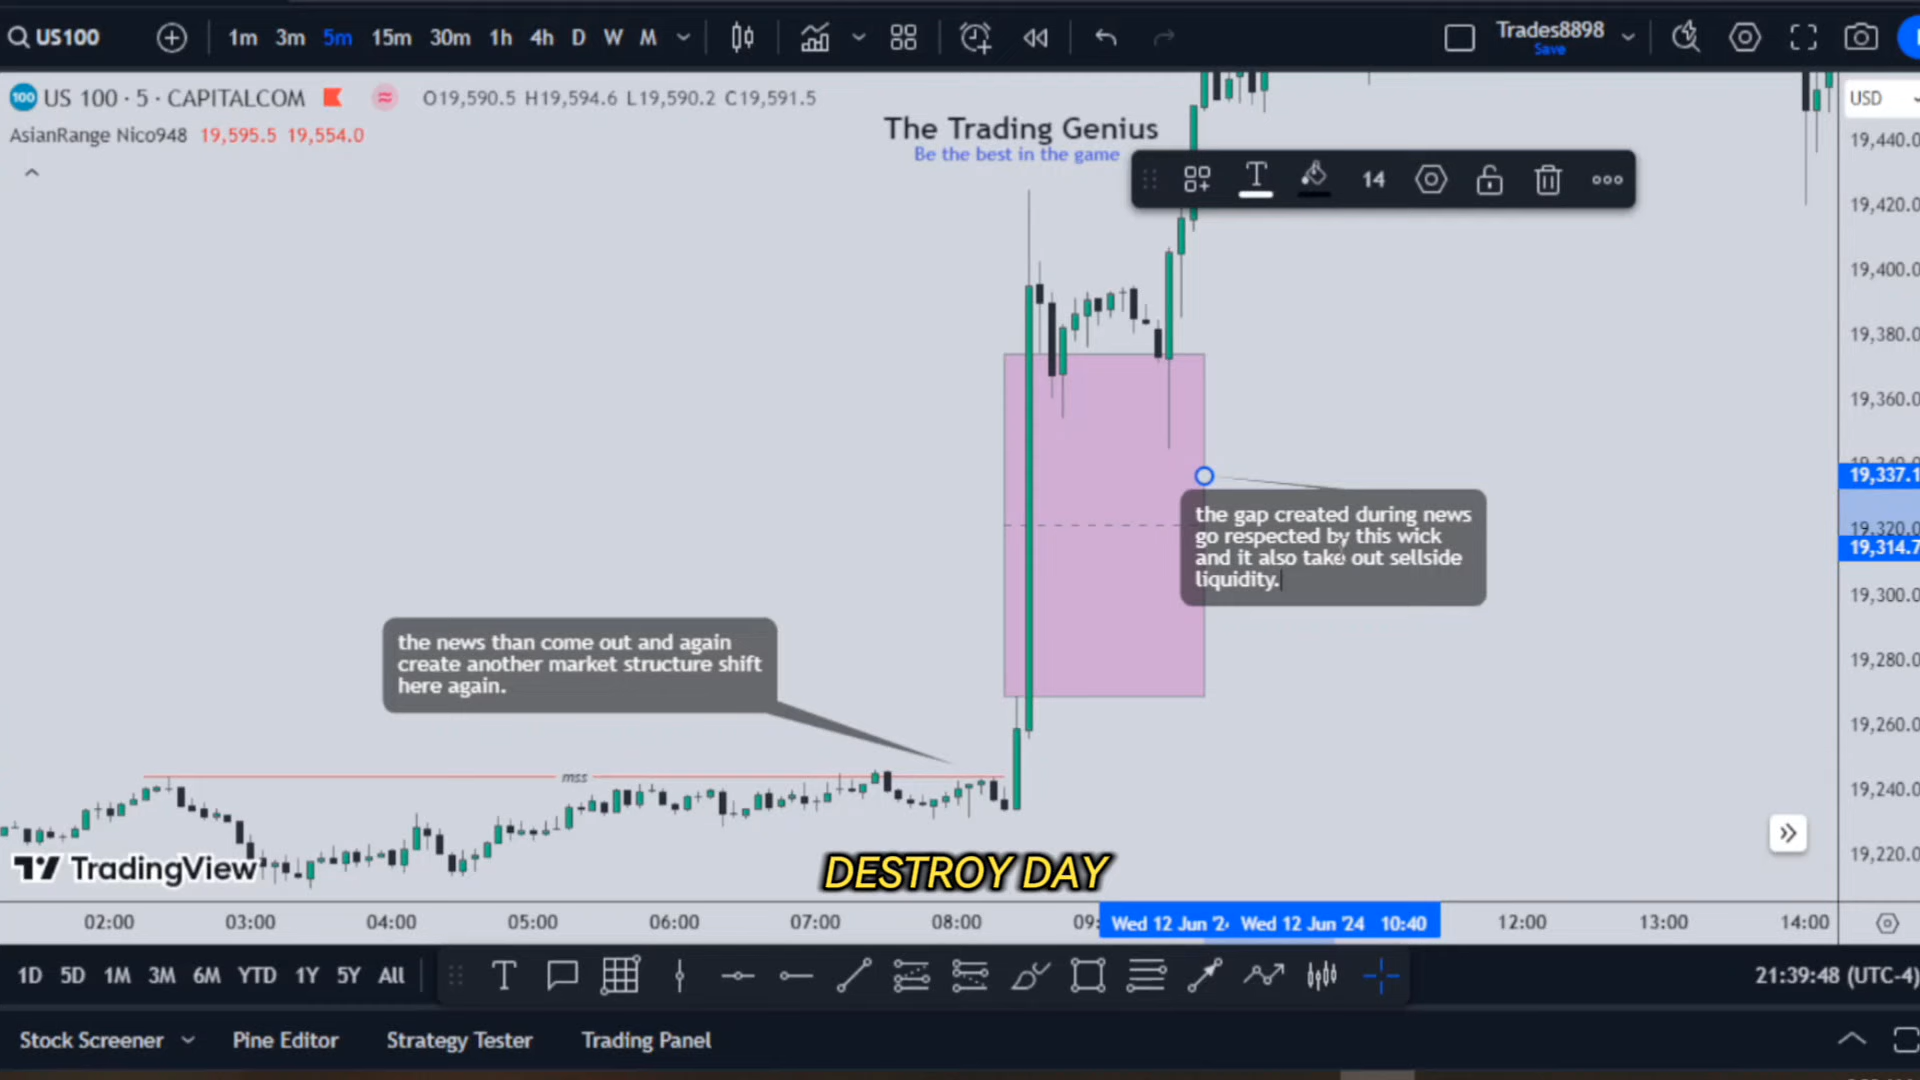 US100 1m 3m 5m 15m 30m 1h 4h D W M Trades8898
Save
100 US 100 · 5 · CAPITALCOM O19,590.5 H19,594.6 L19,590.2 C19,591.5
USD
AsianRange Nico948 19,595.5 19,554.0
The Trading Genius
Be the best in the game
14
19,440.0
19,420.0
19,400.0
19,380.0
19,360.0
19,337.1
19,320.0
19,314.7
19,300.0
19,280.0
19,260.0
19,240.0
19,220.0
the gap created during news
go respected by this wick
and it also take out sellside
liquidity.
the news than come out and again
create another market structure shift
here again.
mss
TradingView
DESTROY DAY
02:00 03:00 04:00 05:00 06:00 07:00 08:00 09: Wed 12 Jun '2 Wed 12 Jun '24 10:40 12:00 13:00 14:00
1D 5D 1M 3M 6M YTD 1Y 5Y All T 21:39:48 (UTC-4)
Stock Screener Pine Editor Strategy Tester Trading Panel